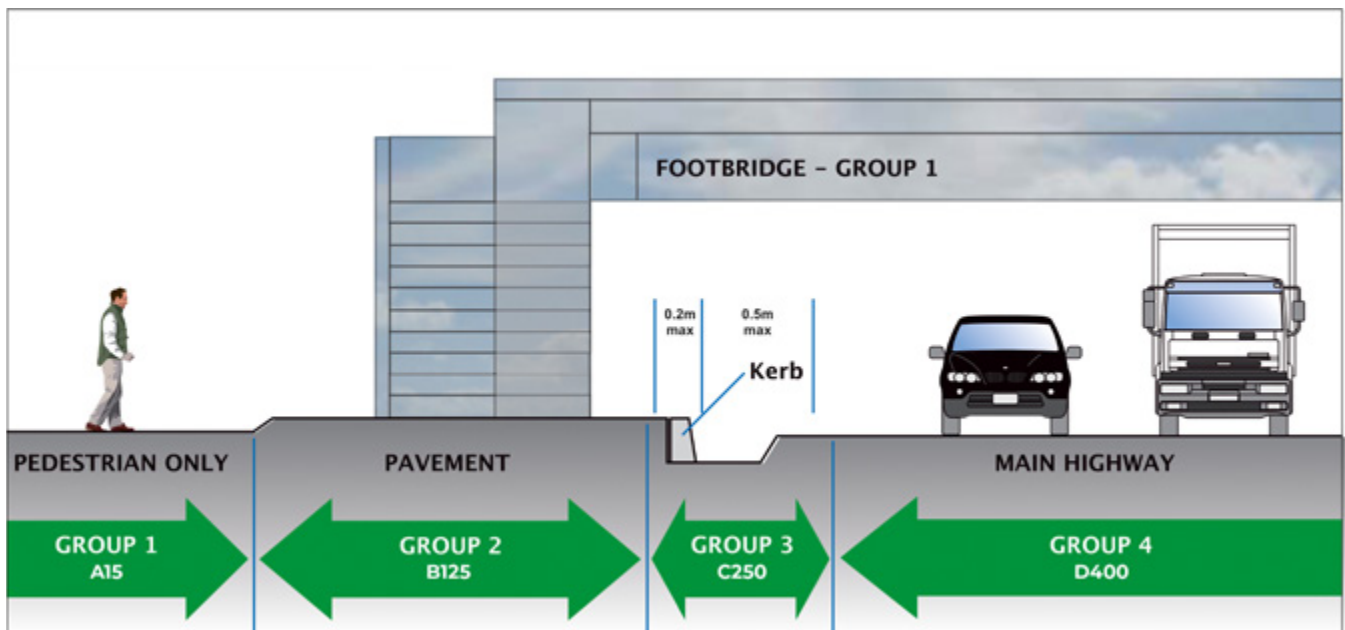 FOOTBRIDGE – GROUP 1
0.2m
max
0.5m
max
Kerb
PEDESTRIAN ONLY
PAVEMENT
MAIN HIGHWAY
GROUP 1
A15
GROUP 2
B125
GROUP 3
C250
GROUP 4
D400